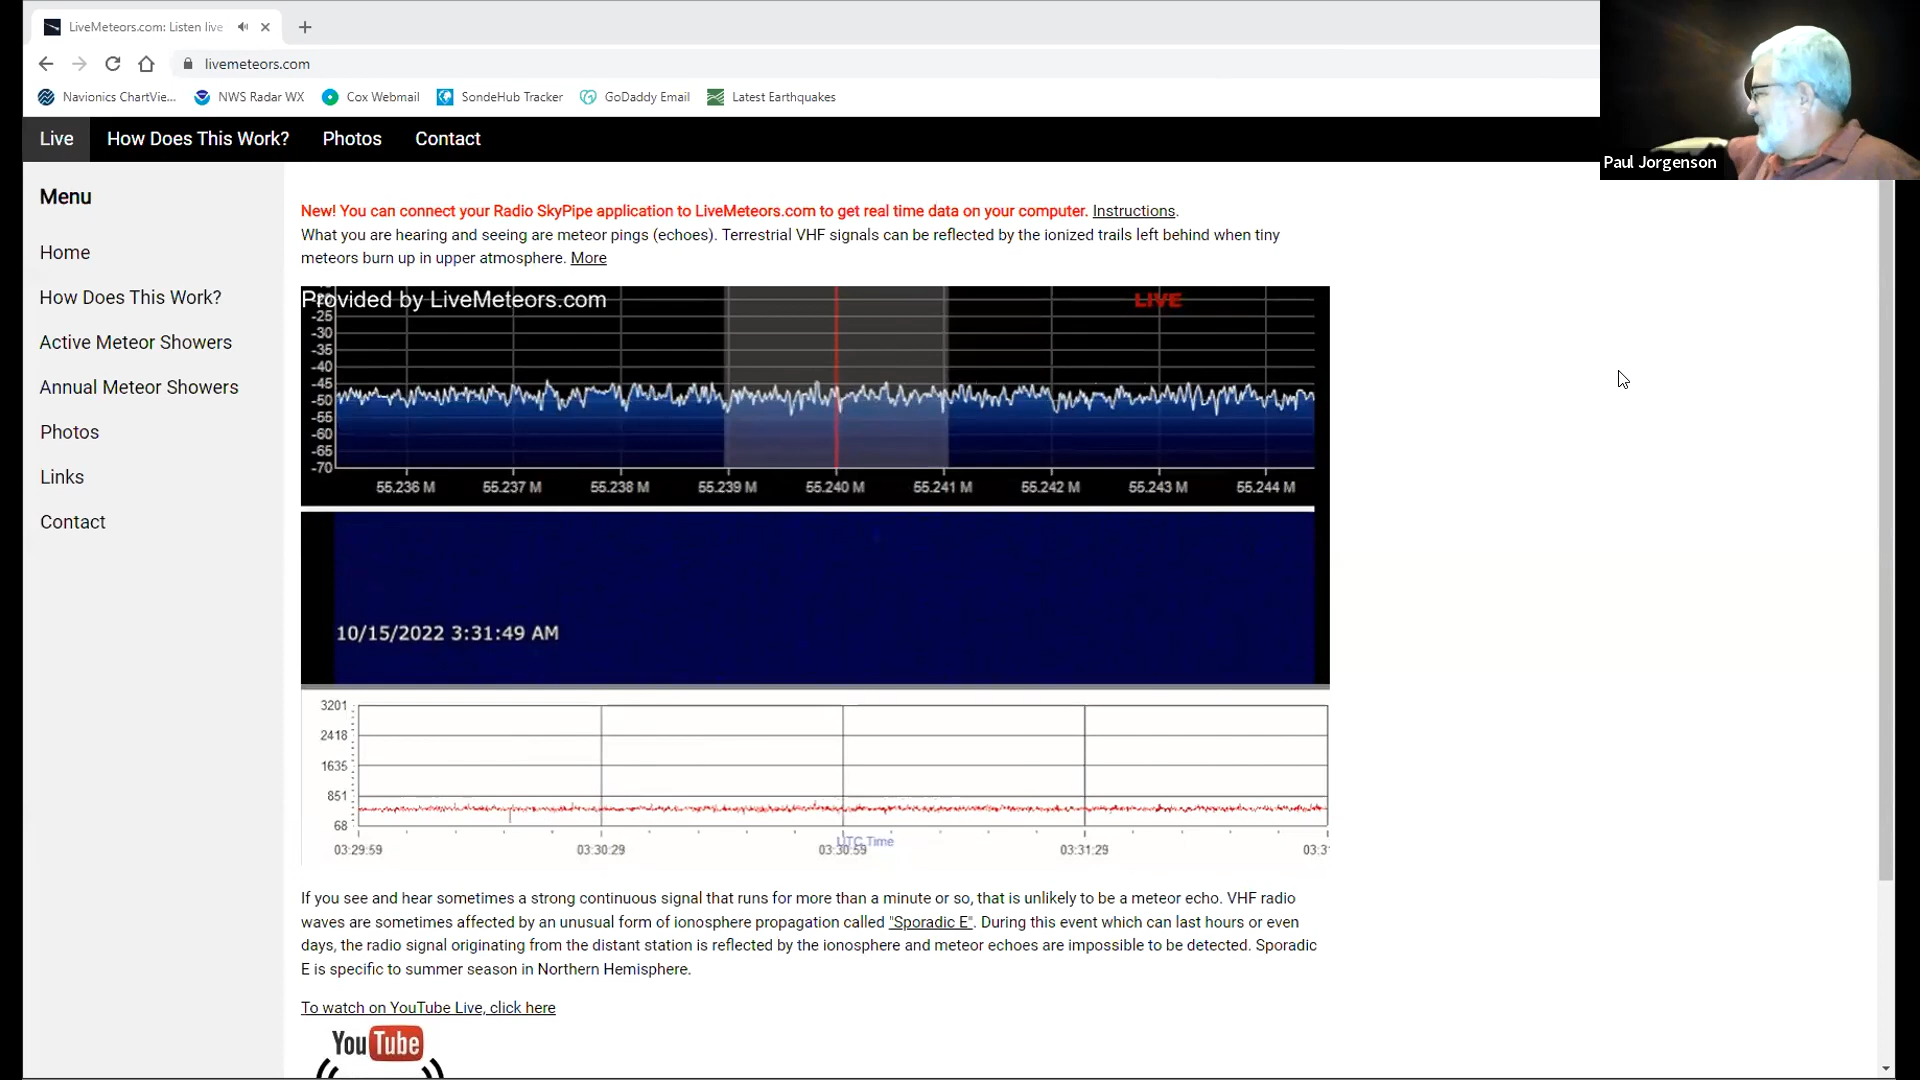 LiveMeteors.com: Listen live
livemeteors.com
Navionics ChartVie... NWS Radar WX Cox Webmail SondeHub Tracker GoDaddy Email Latest Earthquakes
Live How Does This Work? Photos Contact
Paul Jorgenson
Menu
Home
How Does This Work?
Active Meteor Showers
Annual Meteor Showers
Photos
Links
Contact
New! You can connect your Radio SkyPipe application to LiveMeteors.com to get real time data on your computer. Instructions.
What you are hearing and seeing are meteor pings (echoes). Terrestrial VHF signals can be reflected by the ionized trails left behind when tiny
meteors burn up in upper atmosphere. More
Provided by LiveMeteors.com LIVE
-25
-30
-35
-40
-45
-50
-55
-60
-65
-70
55.236 M 55.237 M 55.238 M 55.239 M 55.240 M 55.241 M 55.242 M 55.243 M 55.244 M
10/15/2022 3:31:49 AM
3201
2418
1635
851
68
UTC Time
03:29:59 03:30:29 03:30:59 03:31:29 03:3
If you see and hear sometimes a strong continuous signal that runs for more than a minute or so, that is unlikely to be a meteor echo. VHF radio
waves are sometimes affected by an unusual form of ionosphere propagation called "Sporadic E". During this event which can last hours or even
days, the radio signal originating from the distant station is reflected by the ionosphere and meteor echoes are impossible to be detected. Sporadic
E is specific to summer season in Northern Hemisphere.
To watch on YouTube Live, click here
YouTube